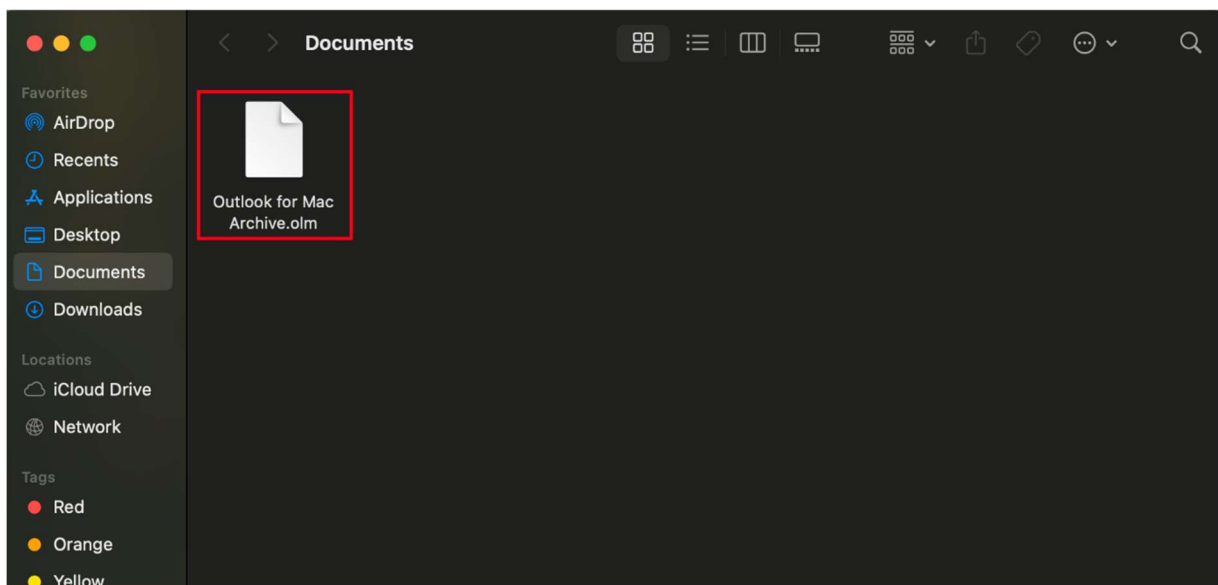 Documents
Favorites
AirDrop
Recents
Applications
Desktop
Documents
Downloads
Locations
iCloud Drive
Network
Tags
Red
Orange
Yellow
Outlook for Mac
Archive.olm